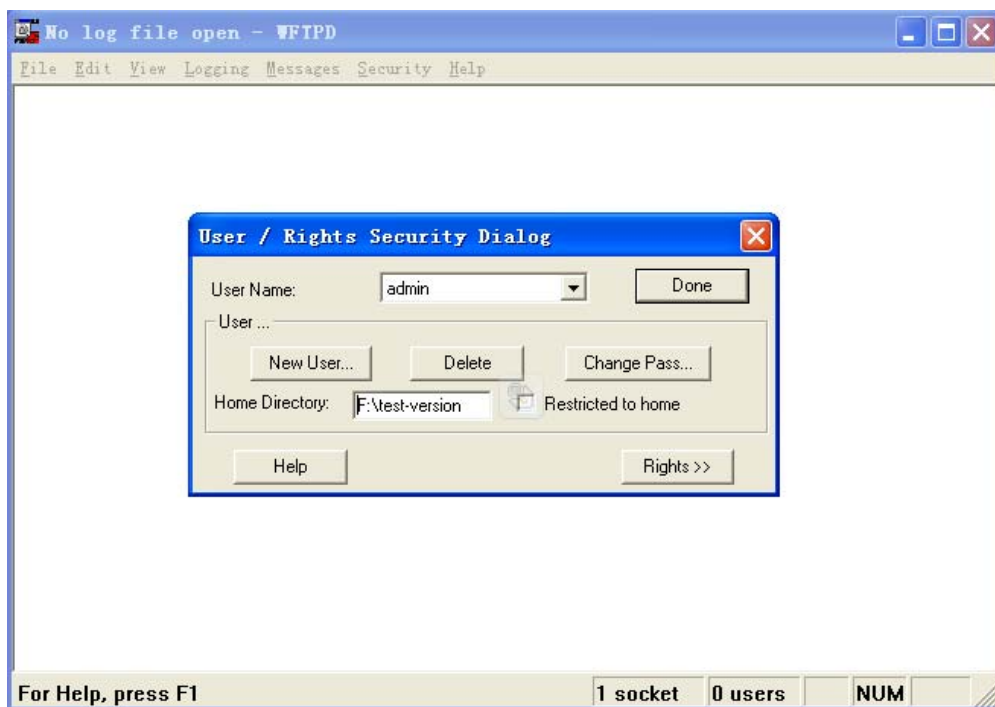 No log file open - WFTPD
File Edit View Logging Messages Security Help
User / Rights Security Dialog
User Name: admin Done
User ...
New User... Delete Change Pass...
Home Directory: F:\test-version Restricted to home
Help Rights >>
For Help, press F1 1 socket 0 users NUM